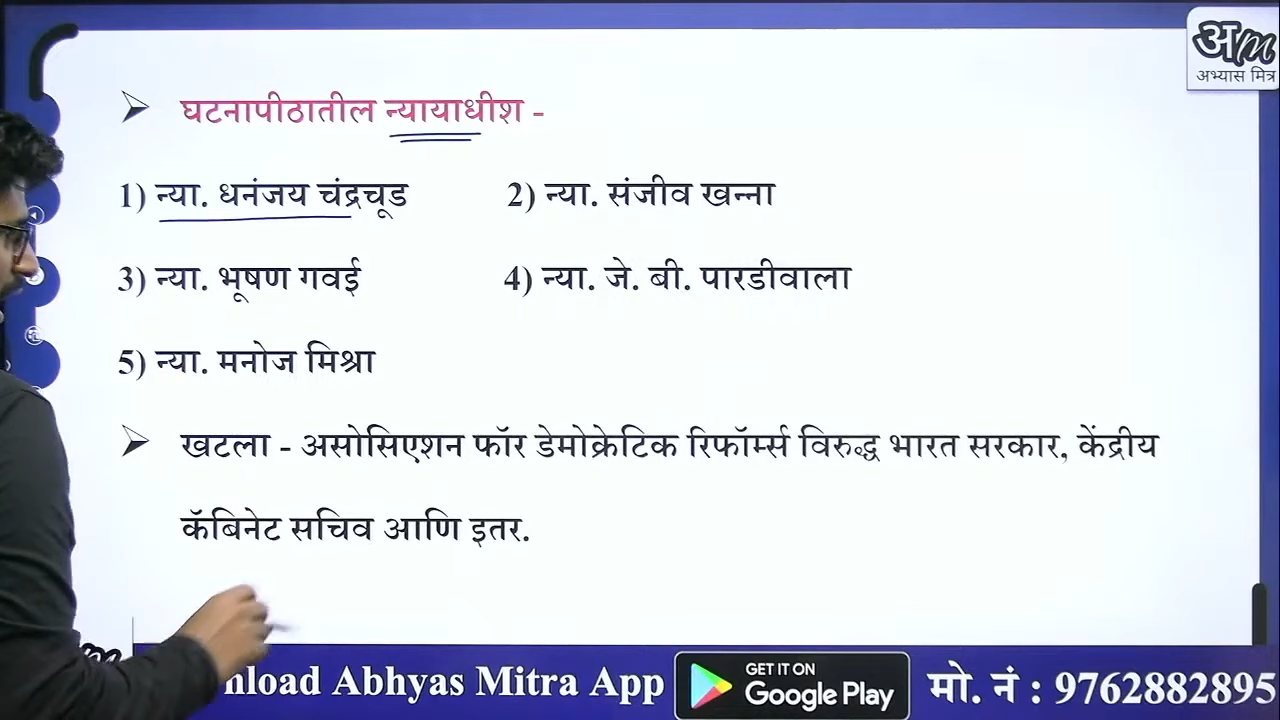 अm
अभ्यास मित्र
➢ घटनापीठातील न्यायाधीश -
1) न्या. धनंजय चंद्रचूड 2) न्या. संजीव खन्ना
3) न्या. भूषण गवई 4) न्या. जे. बी. पारडीवाला
5) न्या. मनोज मिश्रा
➢ खटला - असोसिएशन फॉर डेमोक्रेटिक रिफॉर्म्स विरुद्ध भारत सरकार, केंद्रीय
कॅबिनेट सचिव आणि इतर.
Abhyas Mitra App GET IT ON Google Play मो. नं : 9762882895